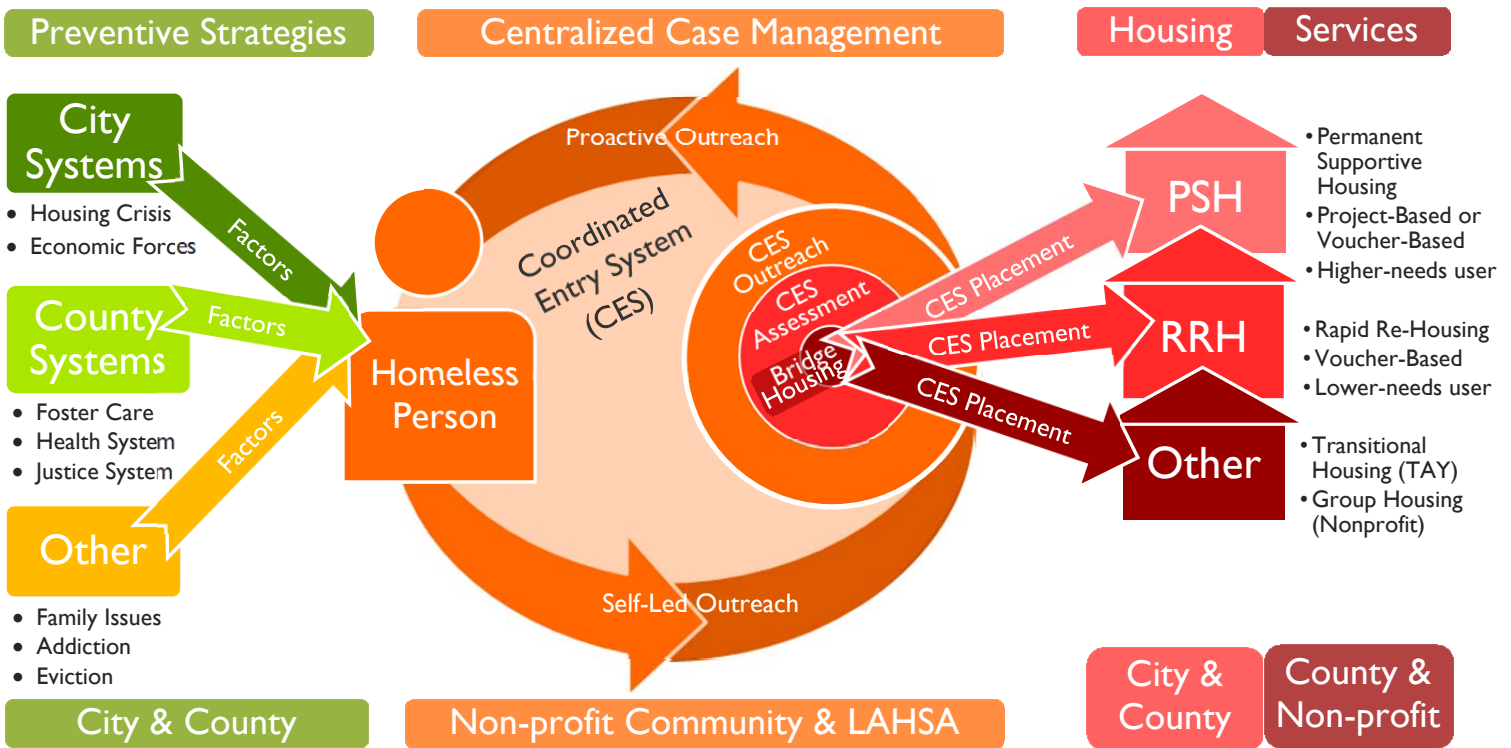 Preventive Strategies
Centralized Case Management
Housing
Services
City
Systems
• Housing Crisis
• Economic Forces
Factors
County
Systems
• Foster Care
• Health System
• Justice System
Factors
Other
• Family Issues
• Addiction
• Eviction
Factors
Homeless
Person
Proactive Outreach
Coordinated
Entry System
(CES)
Self-Led Outreach
CES
Outreach
CES
Assessment
Bridge
Housing
CES Placement
CES Placement
CES Placement
PSH
• Permanent
Supportive
Housing
• Project-Based or
Voucher-Based
• Higher-needs user
RRH
• Rapid Re-Housing
• Voucher-Based
• Lower-needs user
Other
• Transitional
Housing (TAY)
• Group Housing
(Nonprofit)
City & County
Non-profit Community & LAHSA
City &
County
County &
Non-profit